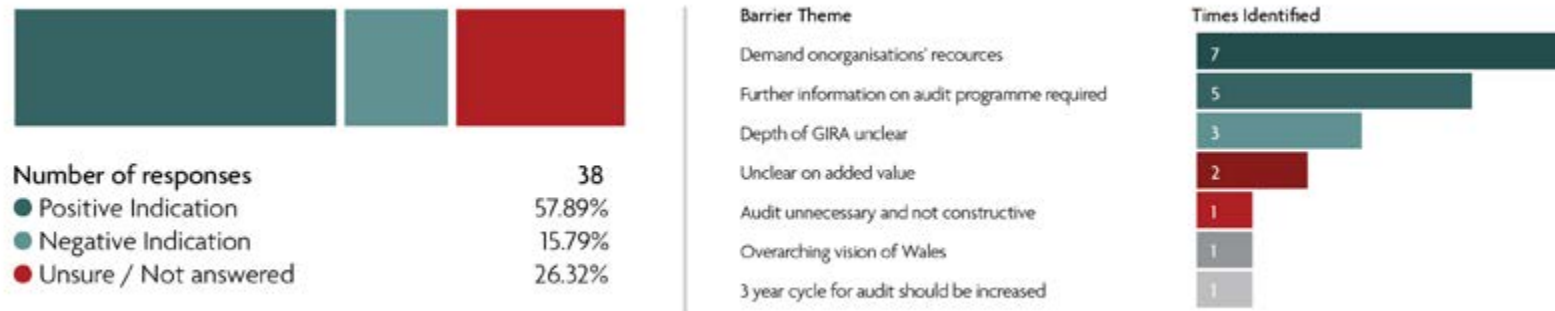 Number of responses 38
Positive Indication 57.89%
Negative Indication 15.79%
Unsure / Not answered 26.32%
Barrier Theme Times Identified
Demand onorganisations' recources 7
Further information on audit programme required 5
Depth of GIRA unclear 3
Unclear on added value 2
Audit unnecessary and not constructive 1
Overarching vision of Wales 1
3 year cycle for audit should be increased 1